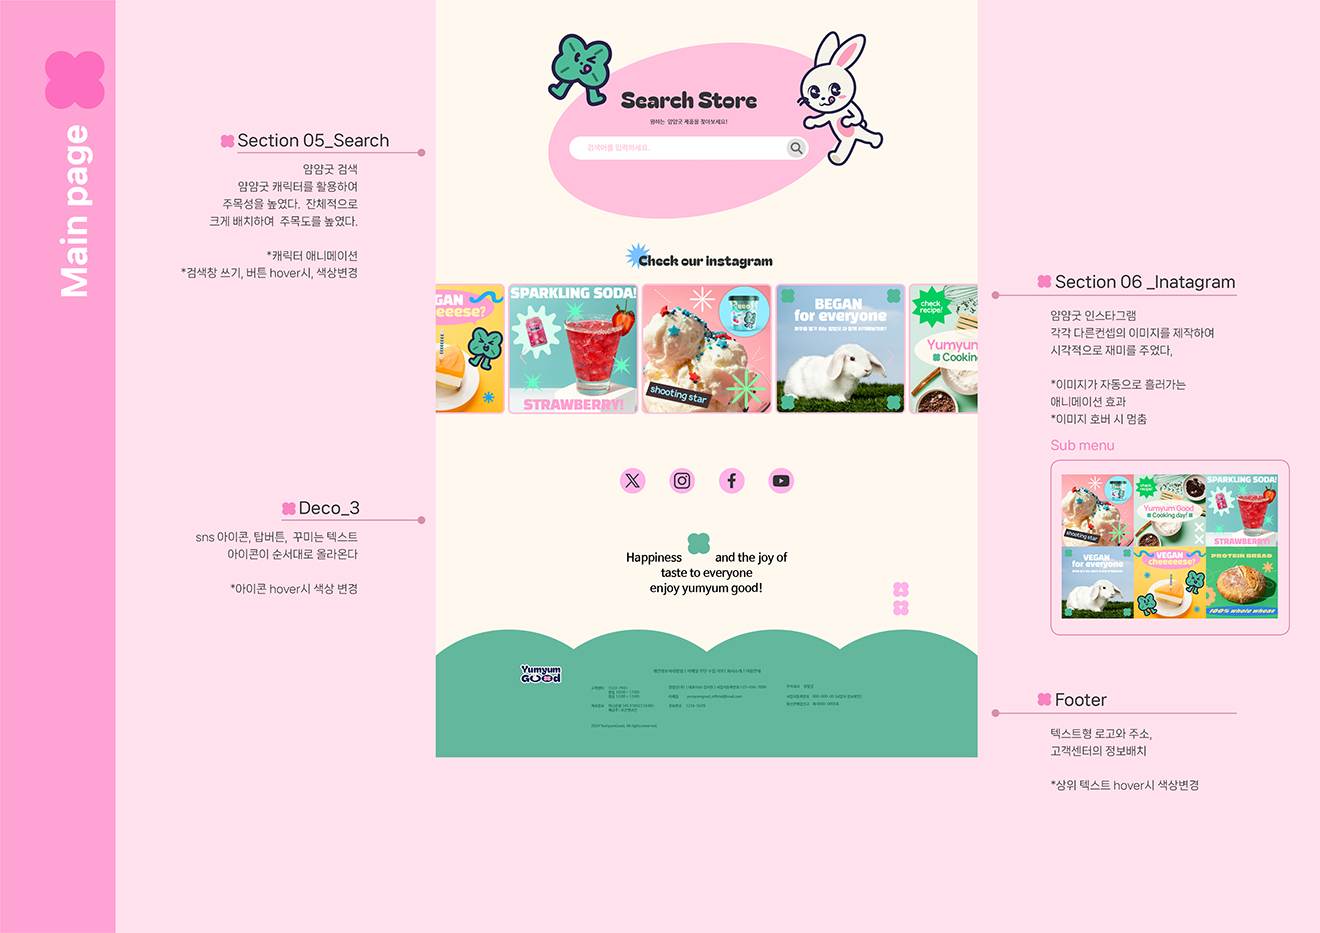 Main page
Section 05_Search
얌얌굿 검색
얌얌굿 캐릭터를 활용하여
주목성을 높였다. 잔체적으로
크게 배치하여 주목도를 높였다.
*캐릭터 애니메이션
*검색창 쓰기, 버튼 hover시, 색상변경
Deco_3
sns 아이콘, 탑버튼, 꾸미는 텍스트
아이콘이 순서대로 올라온다
*아이콘 hover시 색상 변경
Search Store
원하는 얌얌굿 제품을 찾아보세요!
검색어를 입력하세요.
Check our instagram
GAN
eeeese?
SPARKLING SODA!
STRAWBERRY!
shooting star
BEGAN
for everyone
check
recipe!
Yumyum
Cookin
Happiness and the joy of
taste to everyone
enjoy yumyum good!
Yumyum
Good
2024 YumyumGood, All rights reserved.
Section 06 _Inatagram
얌얌굿 인스타그램
각각 다른컨셉의 이미지를 제작하여
시각적으로 재미를 주었다,
*이미지가 자동으로 흘러가는
애니메이션 효과
*이미지 호버 시 멈춤
Sub menu
shooting star
check
recipe!
Yumyum Good
Cooking day!
SPARKLING SODA!
STRAWBERRY!
VEGAN
for everyone
VEGAN
cheeeeese?
PROTSIN BREAD
100% whole wheat
Footer
텍스트형 로고와 주소,
고객센터의 정보배치
*상위 텍스트 hover시 색상변경